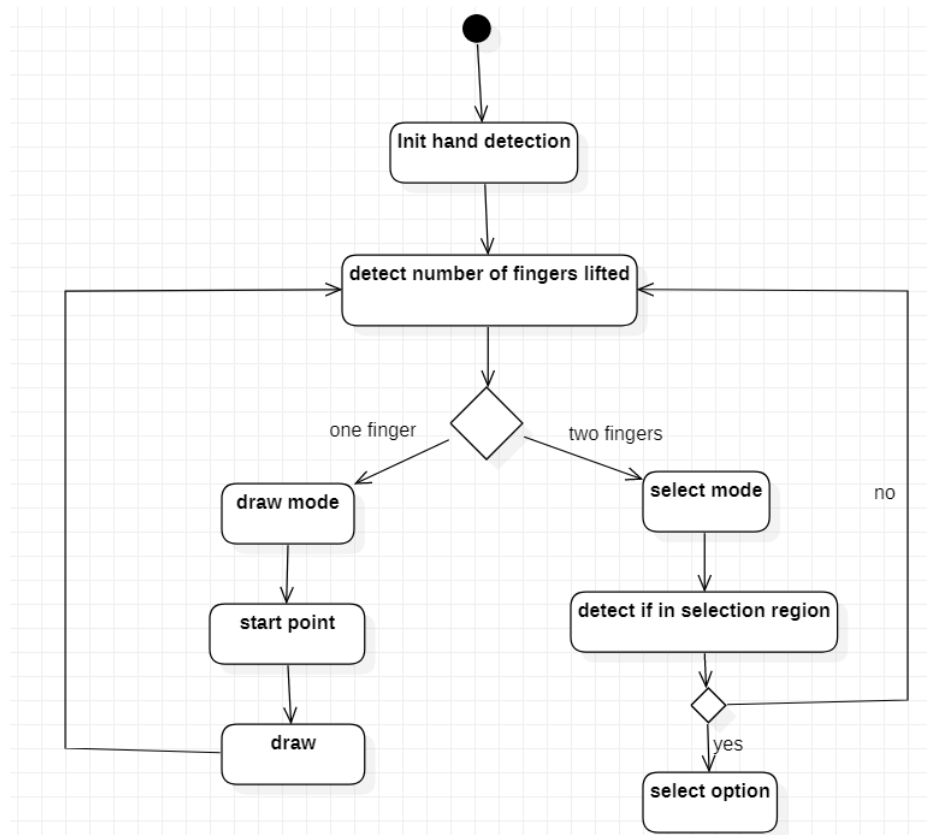 Init hand detection
detect number of fingers lifted
one finger
two fingers
draw mode
select mode
no
start point
detect if in selection region
draw
yes
select option